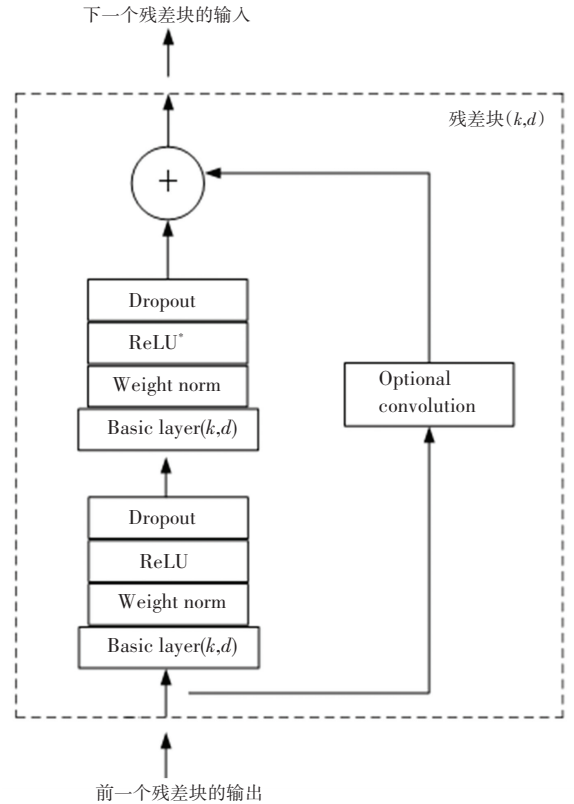 下一个残差块的输入
残差块(k,d)
+
Dropout
ReLU*
Weight norm
Basic layer(k,d)
Optional
convolution
Dropout
ReLU
Weight norm
Basic layer(k,d)
前一个残差块的输出